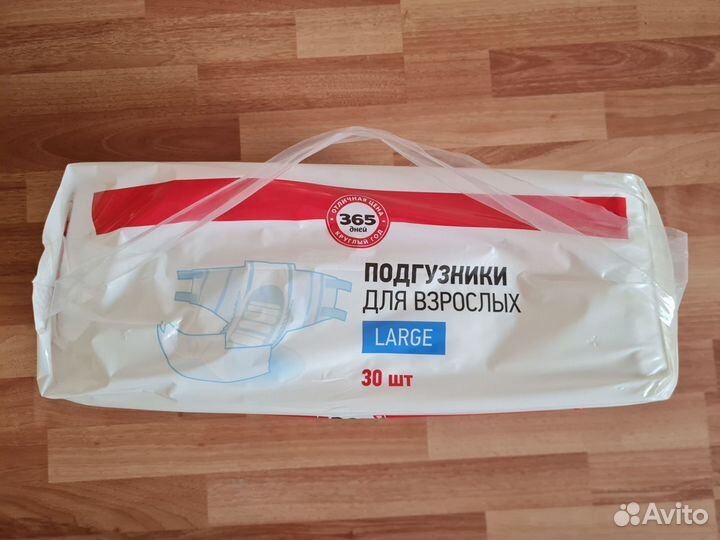 ОТЛИЧНАЯ ЦЕНА
365
дней
КРУГЛЫЙ ГОД
ПОДГУЗНИКИ
ДЛЯ ВЗРОСЛЫХ
LARGE
30 шт
Avito